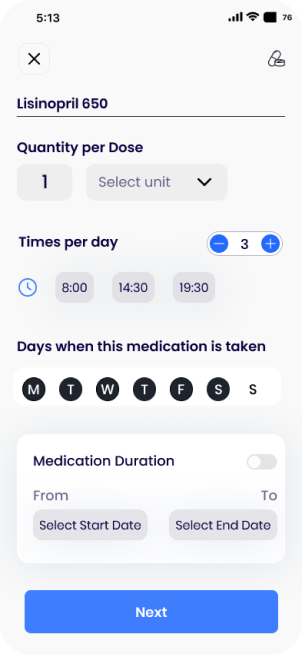 5:13 76
Lisinopril 650
Quantity per Dose
1 Select unit
Times per day 3
8:00 14:30 19:30
Days when this medication is taken
M T W T F S S
Medication Duration
From To
Select Start Date Select End Date
Next